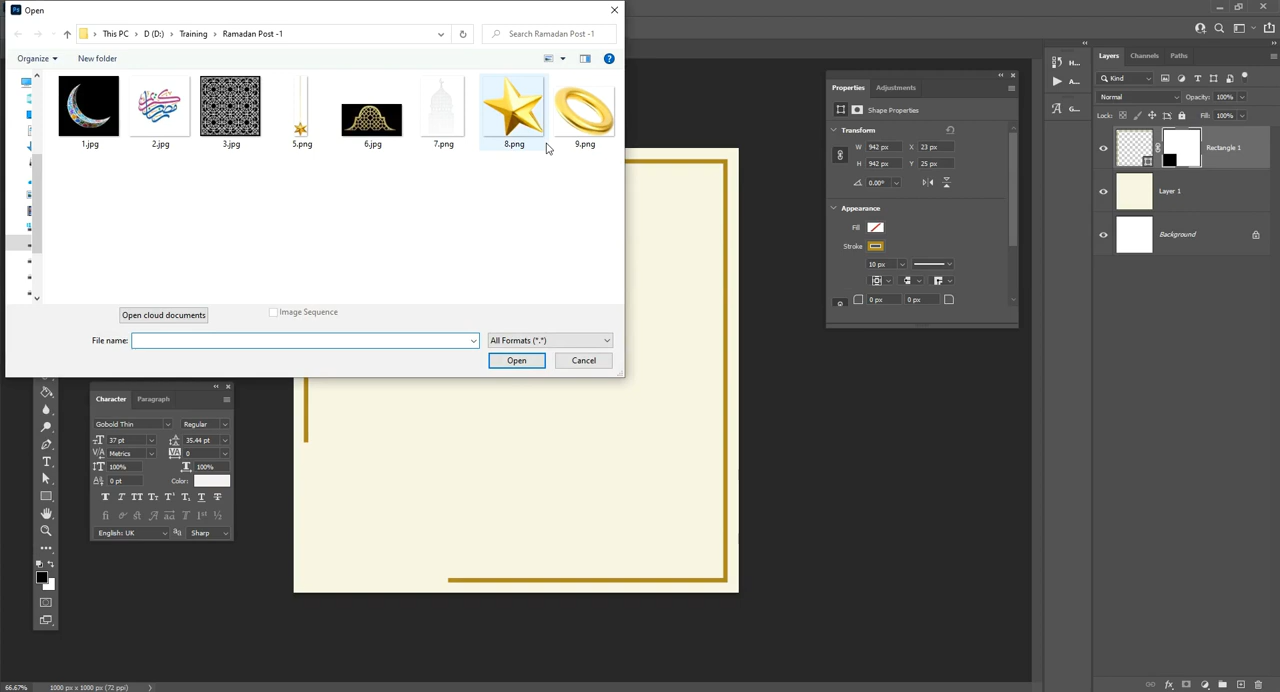 Open
This PC > D (D:) > Training > Ramadan Post -1
Search Ramadan Post -1
Organize
New folder
1.jpg
2.jpg
3.jpg
5.png
6.jpg
7.png
8.png
9.png
Open cloud documents
Image Sequence
File name:
All Formats (*.*)
Open
Cancel
Character
Paragraph
Gobold Thin
Regular
37 pt
35.44 pt
Metrics
0
100%
100%
0 pt
Color:
English: UK
Sharp
66.67%
1000 px x 1000 px (72 ppi)
Properties
Adjustments
Shape Properties
Transform
W 942 px X 23 px
H 942 px Y 25 px
0.00°
Appearance
Fill
Stroke
10 px
0 px
0 px
H...
A...
G...
Layers
Channels
Paths
Kind
Normal
Opacity: 100%
Lock:
Fill: 100%
Rectangle 1
Layer 1
Background